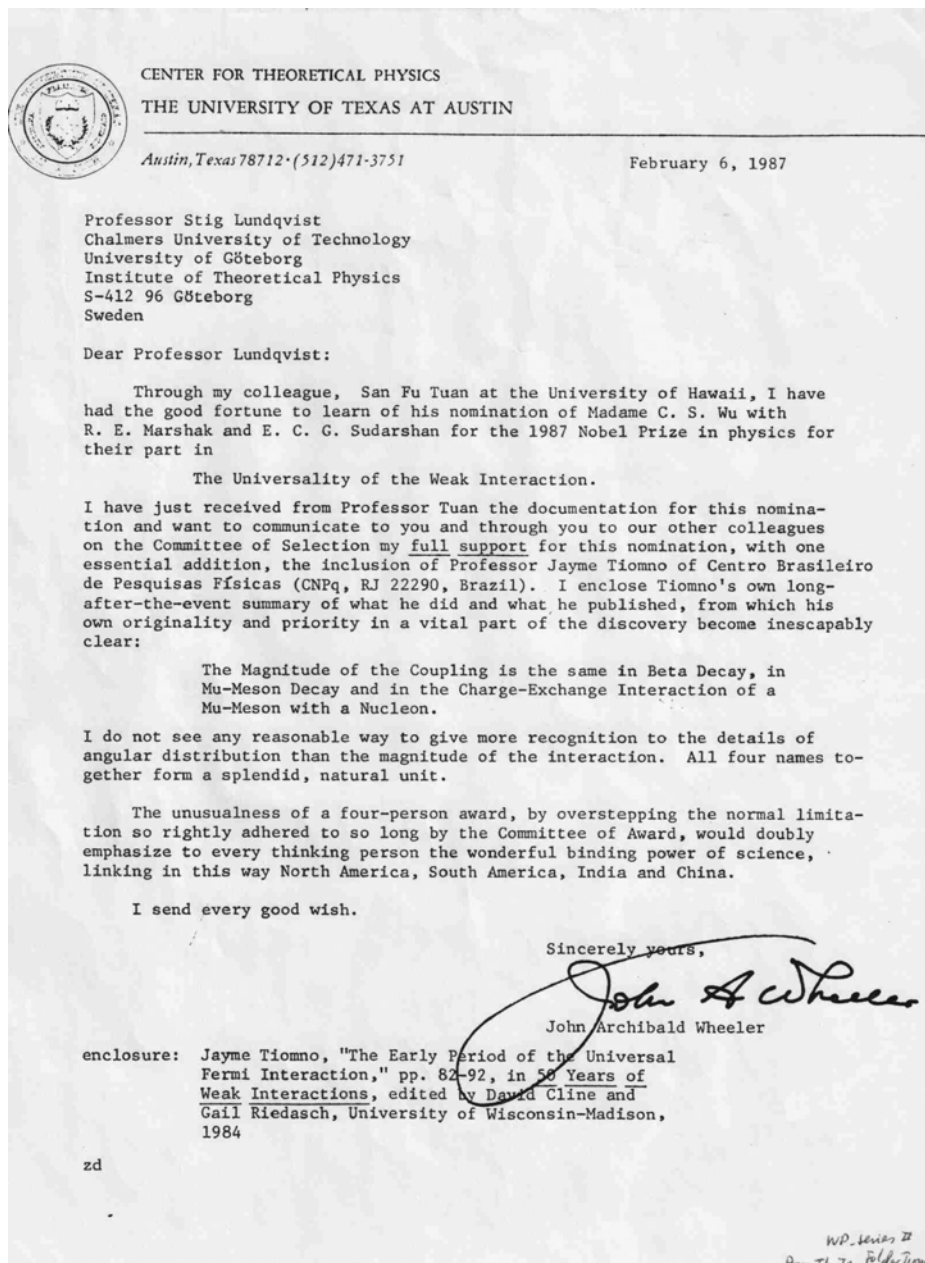 CENTER FOR THEORETICAL PHYSICS
THE UNIVERSITY OF TEXAS AT AUSTIN
Austin, Texas 78712·(512)471-3751
February 6, 1987
Professor Stig Lundqvist
Chalmers University of Technology
University of Göteborg
Institute of Theoretical Physics
S-412 96 Göteborg
Sweden
Dear Professor Lundqvist:
Through my colleague, San Fu Tuan at the University of Hawaii, I have
had the good fortune to learn of his nomination of Madame C. S. Wu with
R. E. Marshak and E. C. G. Sudarshan for the 1987 Nobel Prize in physics for
their part in
The Universality of the Weak Interaction.
I have just received from Professor Tuan the documentation for this nomina-
tion and want to communicate to you and through you to our other colleagues
on the Committee of Selection my full support for this nomination, with one
essential addition, the inclusion of Professor Jayme Tiomno of Centro Brasileiro
de Pesquisas Físicas (CNPq, RJ 22290, Brazil). I enclose Tiomno's own long-
after-the-event summary of what he did and what he published, from which his
own originality and priority in a vital part of the discovery become inescapably
clear:
The Magnitude of the Coupling is the same in Beta Decay, in
Mu-Meson Decay and in the Charge-Exchange Interaction of a
Mu-Meson with a Nucleon.
I do not see any reasonable way to give more recognition to the details of
angular distribution than the magnitude of the interaction. All four names to-
gether form a splendid, natural unit.
The unusualness of a four-person award, by overstepping the normal limita-
tion so rightly adhered to so long by the Committee of Award, would doubly
emphasize to every thinking person the wonderful binding power of science,
linking in this way North America, South America, India and China.
I send every good wish.
Sincerely yours,
John A Wheeler
John Archibald Wheeler
enclosure: Jayme Tiomno, "The Early Period of the Universal
Fermi Interaction," pp. 82-92, in 50 Years of
Weak Interactions, edited by David Cline and
Gail Riedasch, University of Wisconsin-Madison,
1984
zd
WP series II